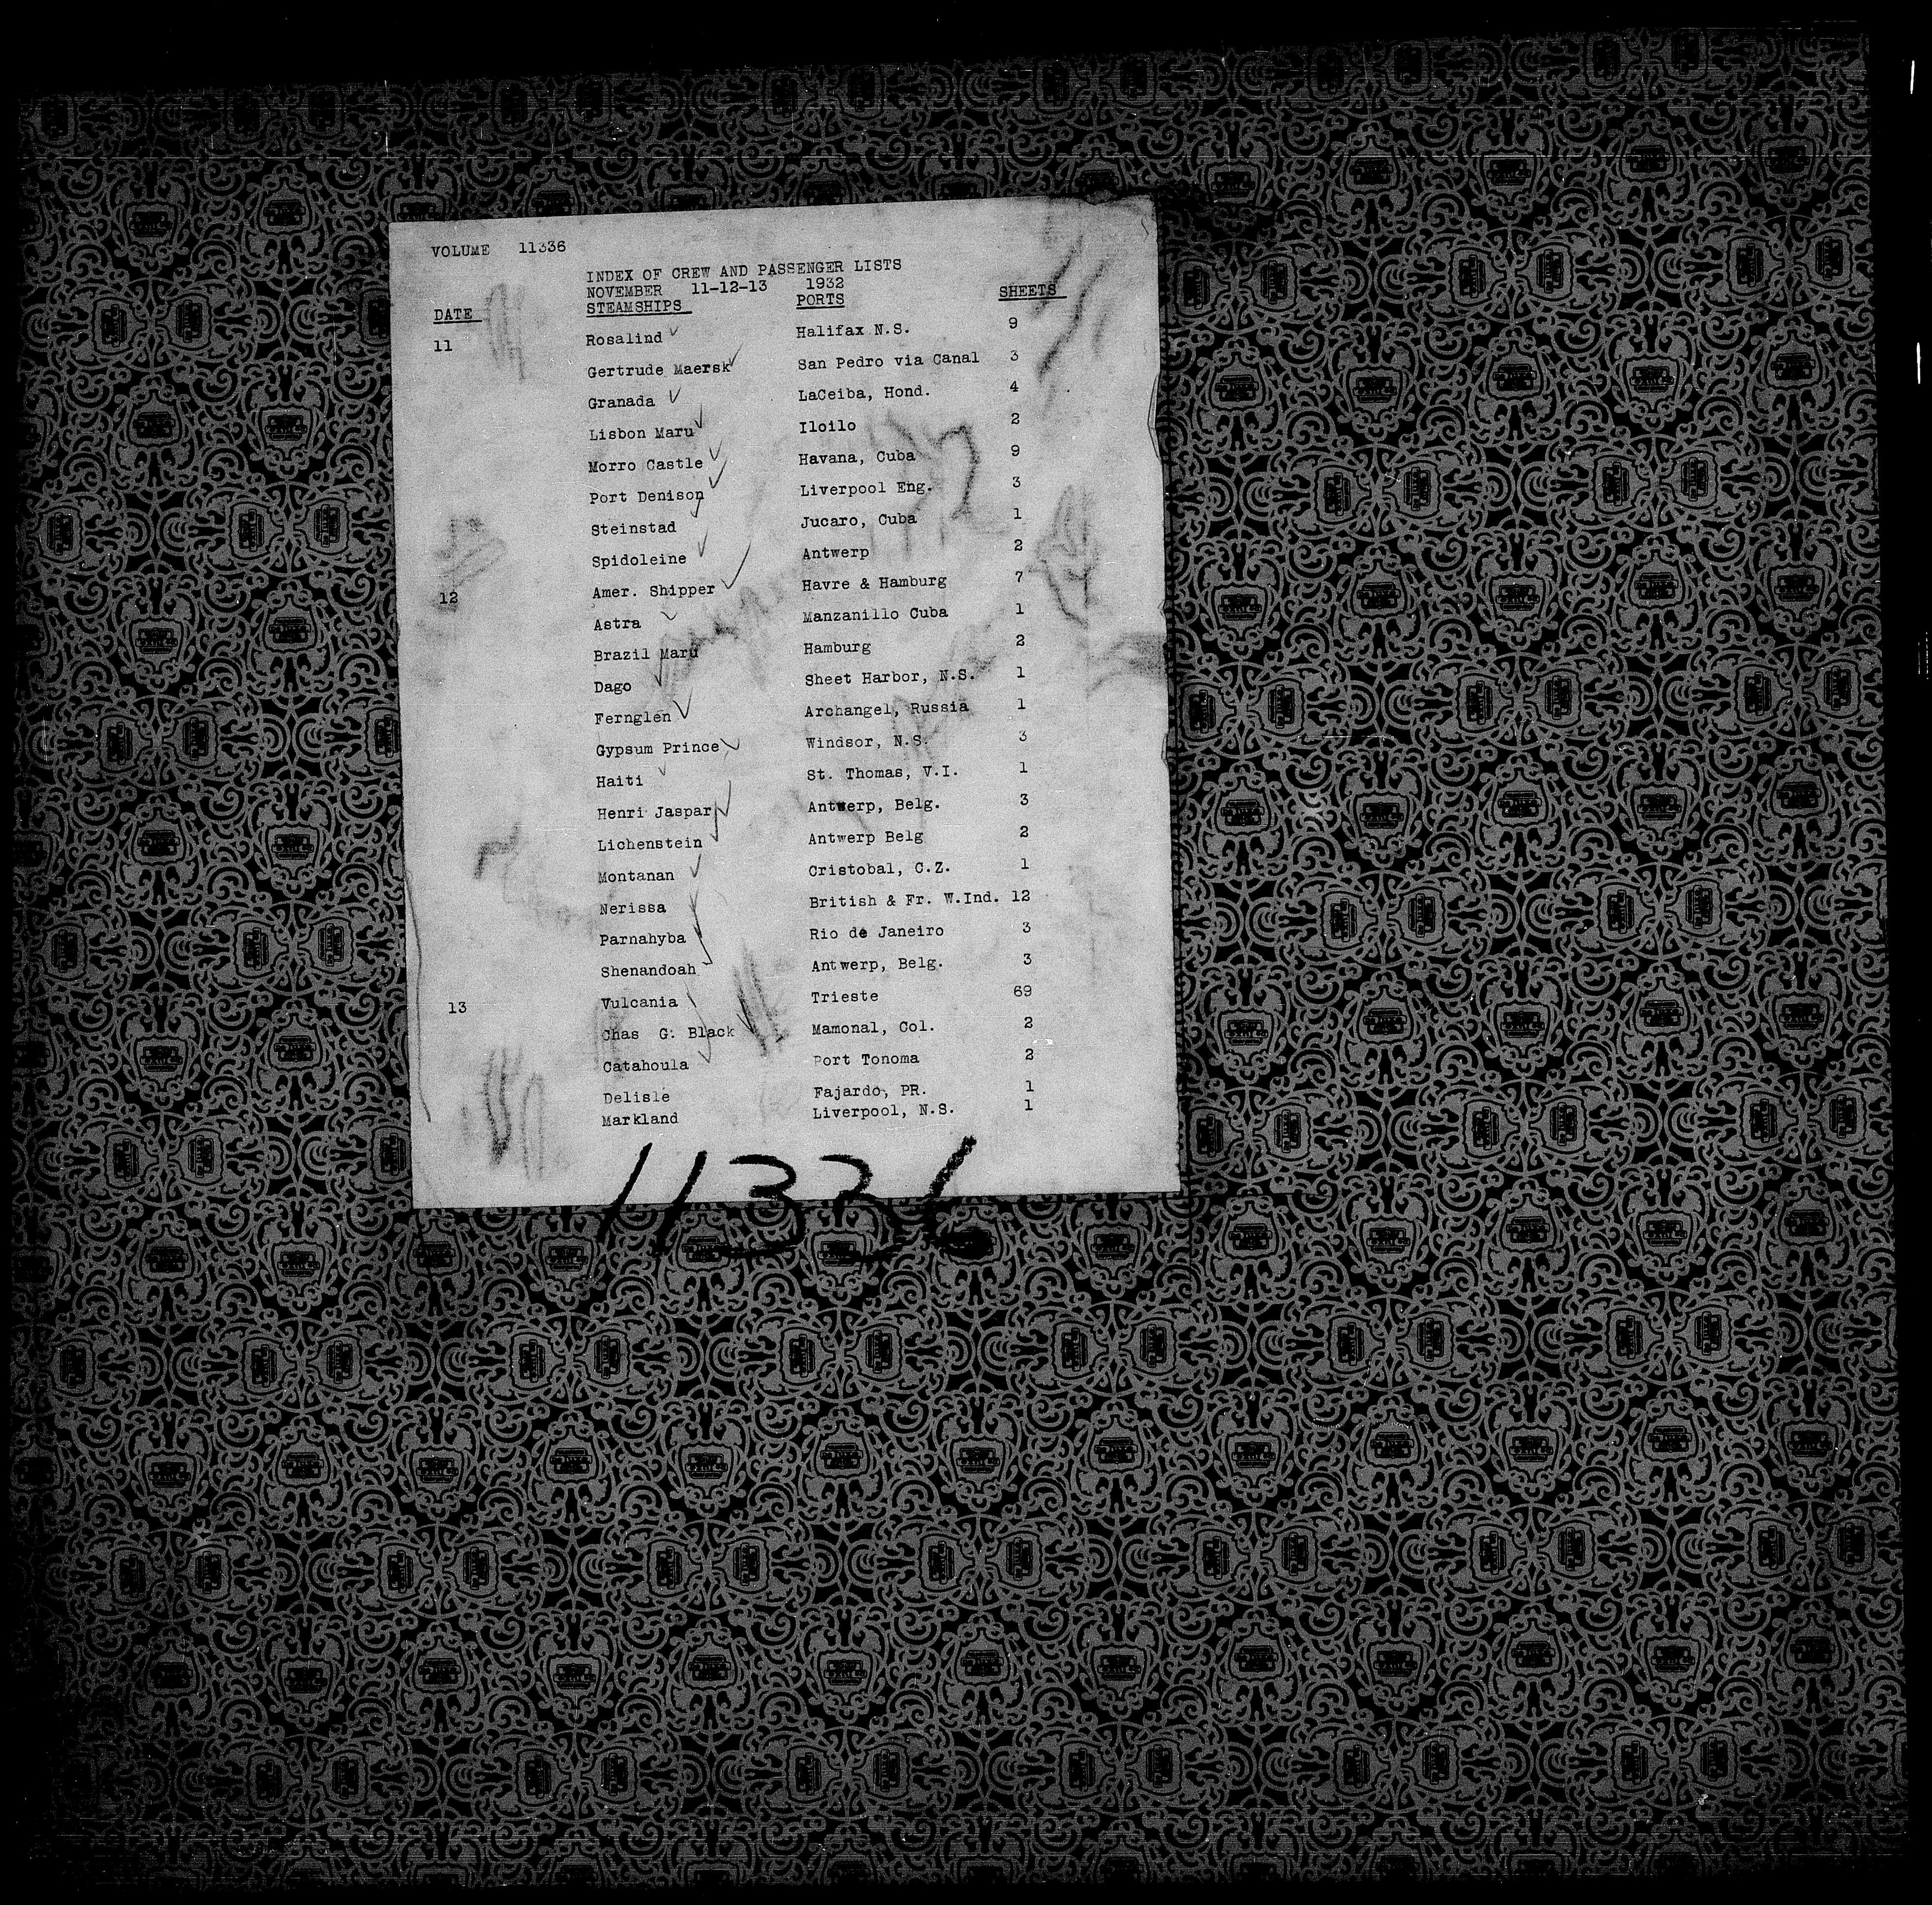 VOLUME 11336
INDEX OF CREW AND PASSENGER LISTS
NOVEMBER 11-12-13 1932
DATE STEAMSHIPS PORTS SHEETS
11 Rosalind Halifax N.S. 9
Gertrude Maersk San Pedro via Canal 3
Granada LaCeiba, Hond. 4
Lisbon Maru Iloilo 2
Morro Castle Havana, Cuba 9
Port Denison Liverpool Eng. 3
Steinstad Jucaro, Cuba 1
Spidoleine Antwerp 2
12 Amer. Shipper Havre & Hamburg 7
Astra Manzanillo Cuba 1
Brazil Maru Hamburg 2
Dago Sheet Harbor, N.S. 1
Fernglen Archangel, Russia 1
Gypsum Prince Windsor, N.S. 3
Haiti St. Thomas, V.I. 1
Henri Jaspar Antwerp, Belg. 3
Lichenstein Antwerp Belg 2
Montanan Cristobal, C.Z. 1
Nerissa British & Fr. W.Ind. 12
Parnahyba Rio de Janeiro 3
Shenandoah Antwerp, Belg. 3
13 Vulcania Trieste 69
Chas G. Black Mamonal, Col. 2
Catahoula Port Tonoma 2
Delisle Fajardo, PR. 1
Markland Liverpool, N.S. 1
11336